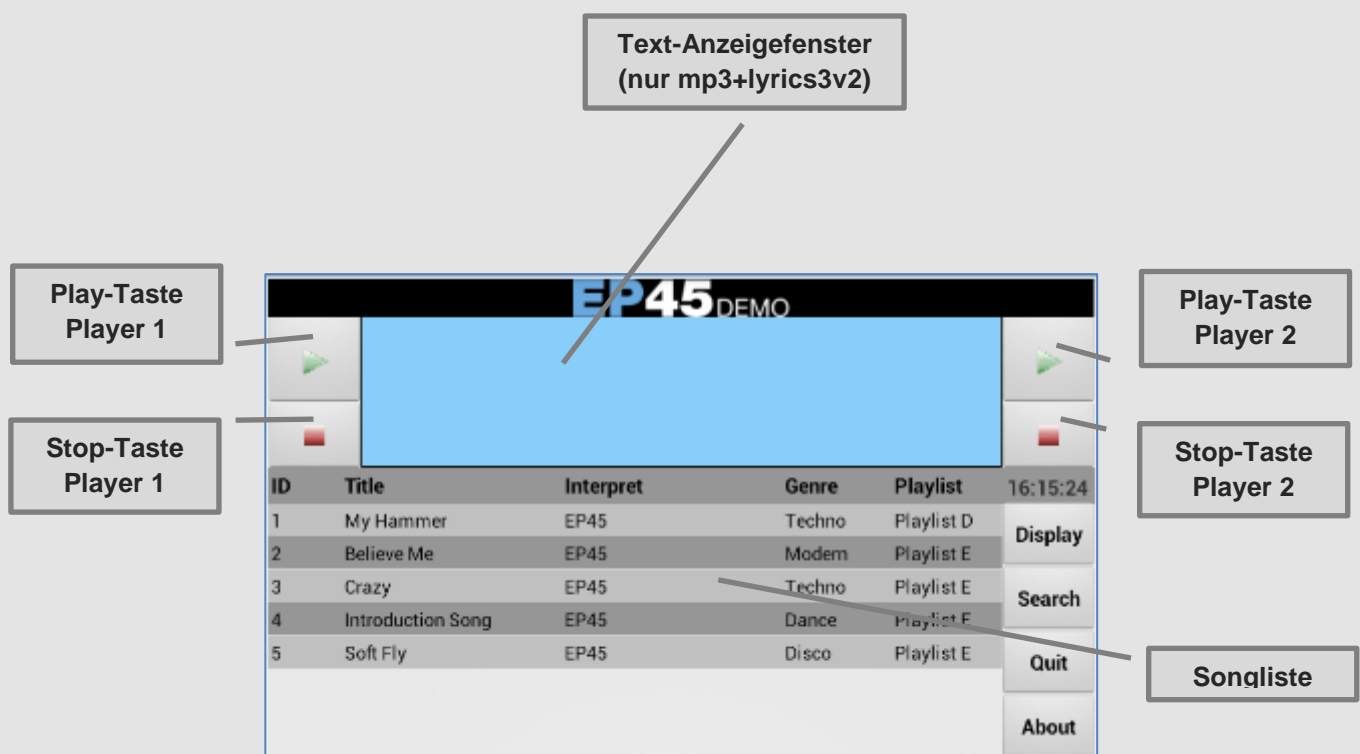 Text-Anzeigefenster
(nur mp3+lyrics3v2)
Play-Taste
Player 1
EP45 DEMO
Play-Taste
Player 2
Stop-Taste
Player 1
Stop-Taste
Player 2
ID Title Interpret Genre Playlist 16:15:24
1 My Hammer EP45 Techno Playlist D
Display
2 Believe Me EP45 Modern Playlist E
3 Crazy EP45 Techno Playlist E
Search
4 Introduction Song EP45 Dance Playlist E
5 Soft Fly EP45 Disco Playlist E
Quit
Songliste
About